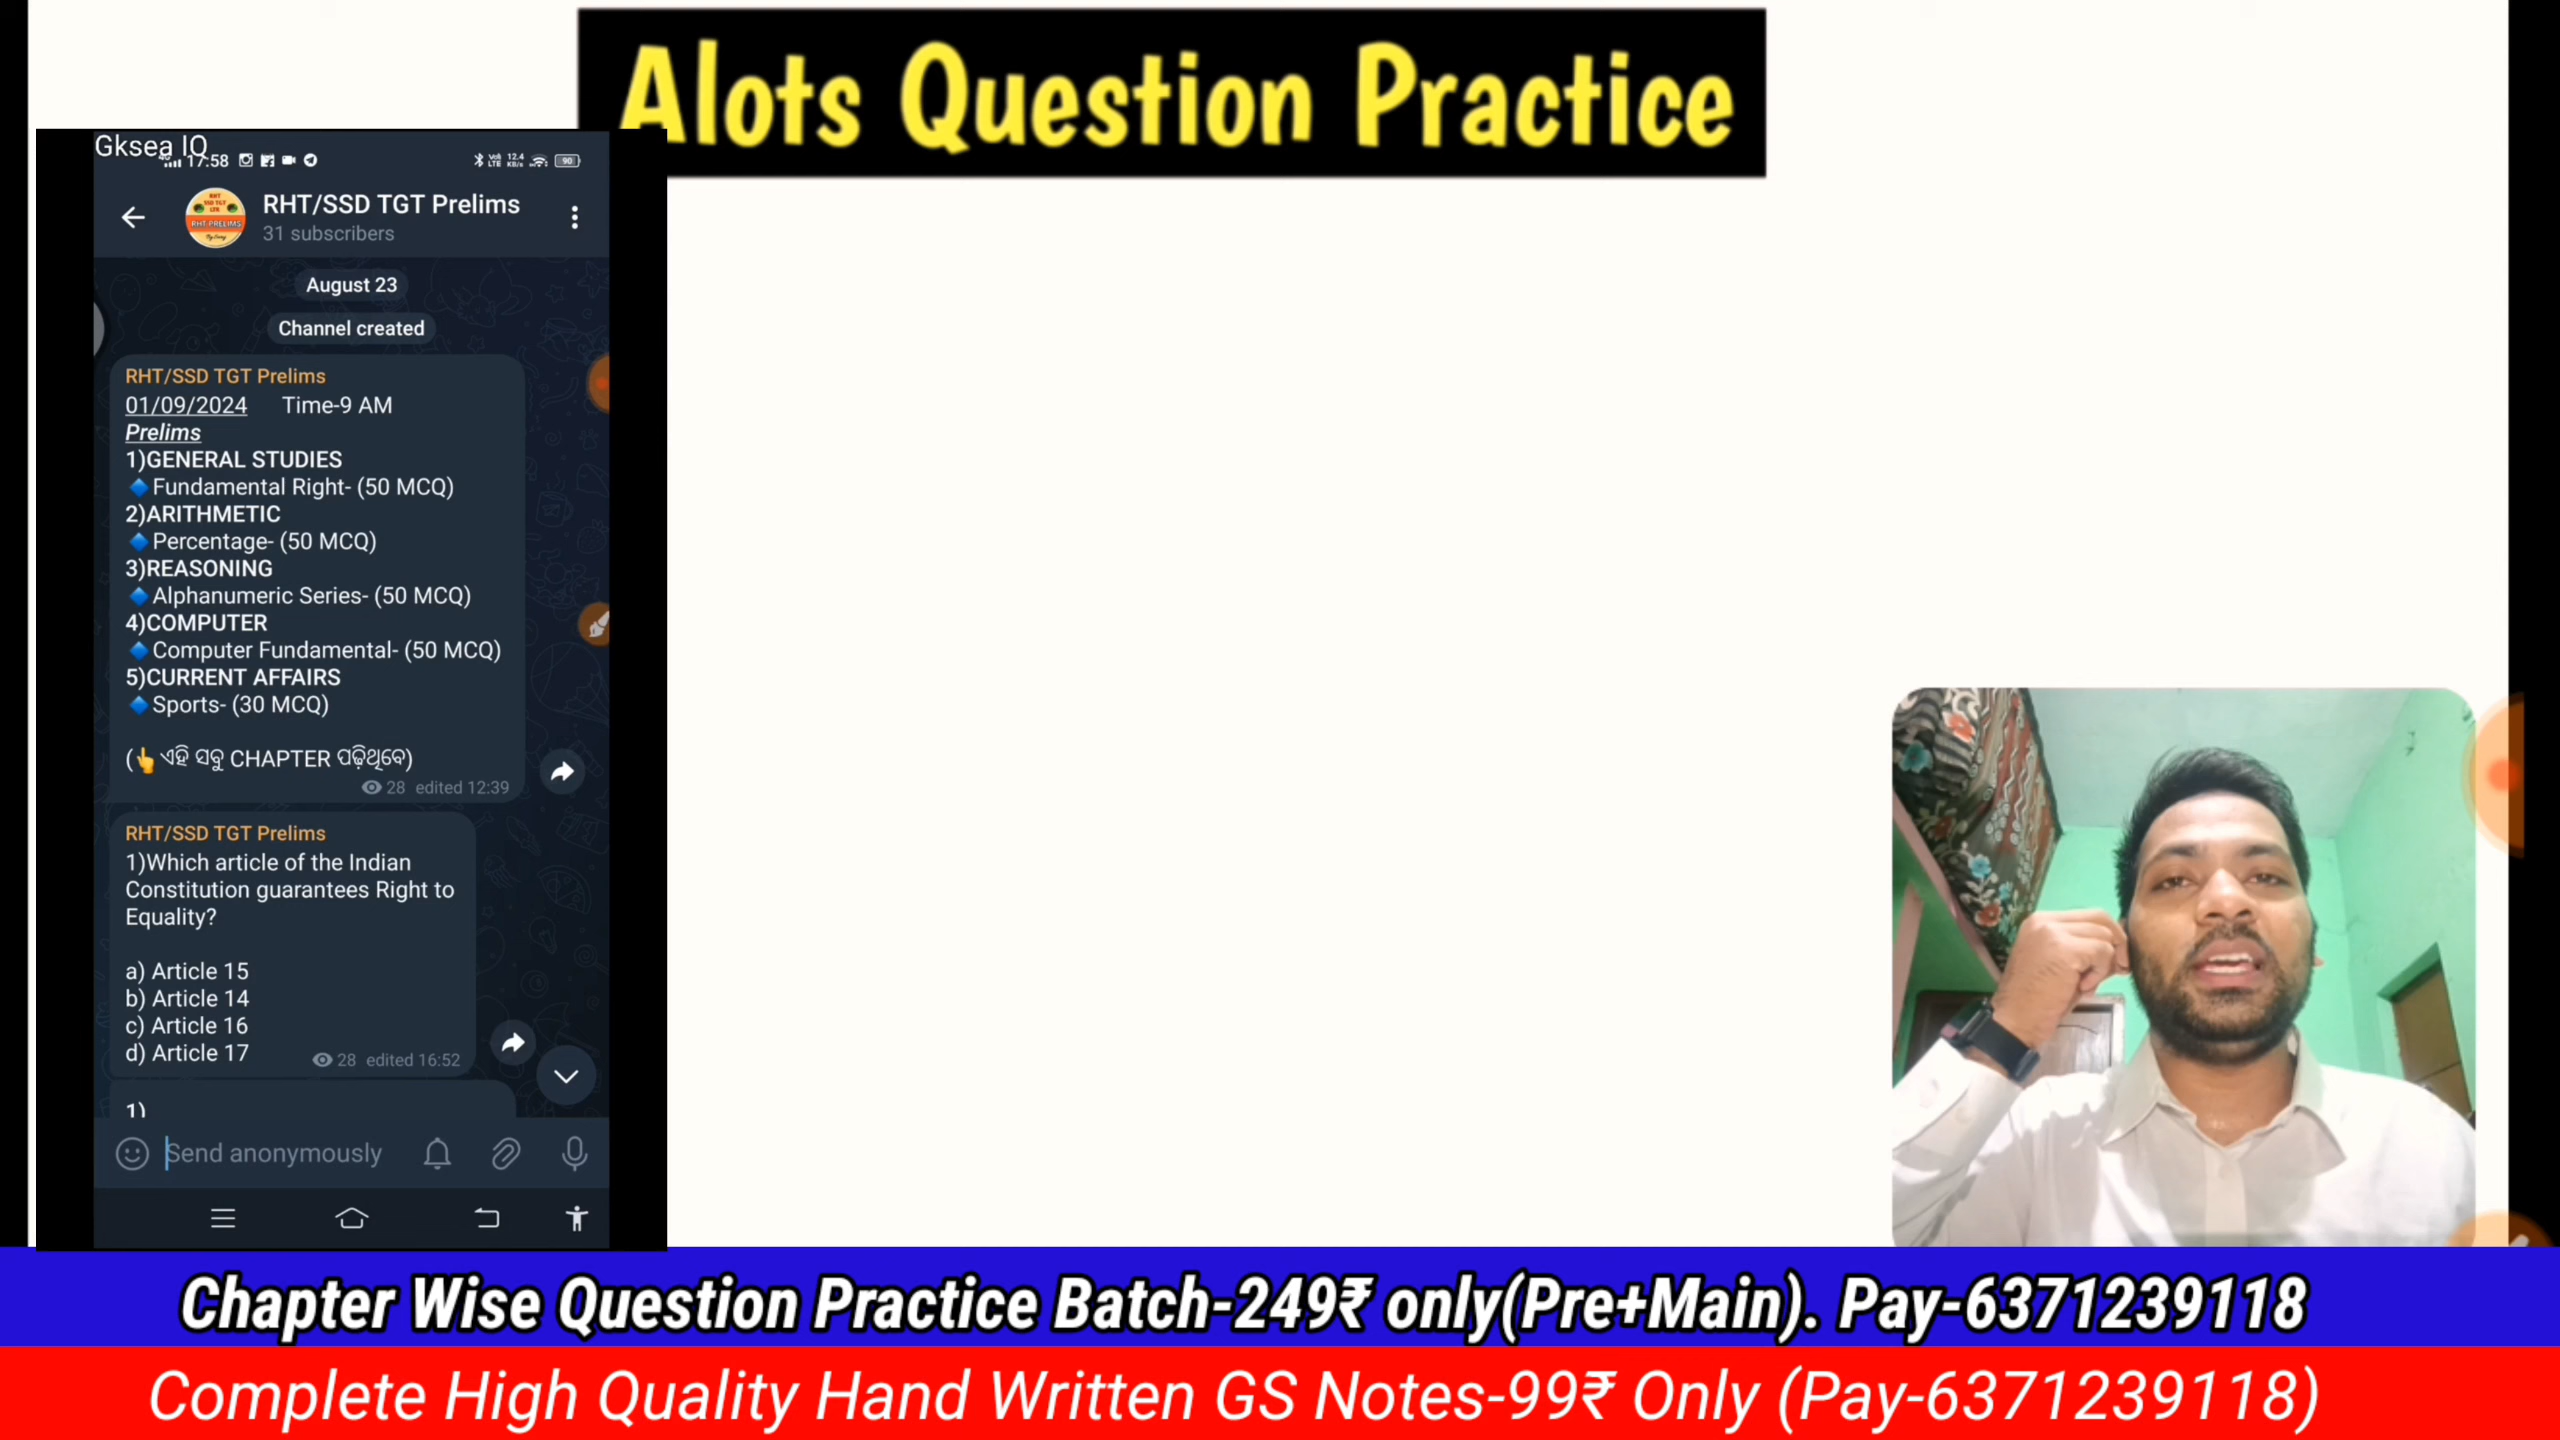 Alots Question Practice
Gksea IQ
17:58
90
RHT/SSD TGT Prelims
31 subscribers
August 23
Channel created
RHT/SSD TGT Prelims
01/09/2024 Time-9 AM
Prelims
1)GENERAL STUDIES
🔷Fundamental Right- (50 MCQ)
2)ARITHMETIC
🔷Percentage- (50 MCQ)
3)REASONING
🔷Alphanumeric Series- (50 MCQ)
4)COMPUTER
🔷Computer Fundamental- (50 MCQ)
5)CURRENT AFFAIRS
🔷Sports- (30 MCQ)
(👆ଏହି ସବୁ CHAPTER ପଢ଼ିଥିବେ)
28 edited 12:39
RHT/SSD TGT Prelims
1)Which article of the Indian
Constitution guarantees Right to
Equality?
a) Article 15
b) Article 14
c) Article 16
d) Article 17
28 edited 16:52
1)
Send anonymously
Chapter Wise Question Practice Batch-249₹ only(Pre+Main). Pay-6371239118
Complete High Quality Hand Written GS Notes-99₹ Only (Pay-6371239118)